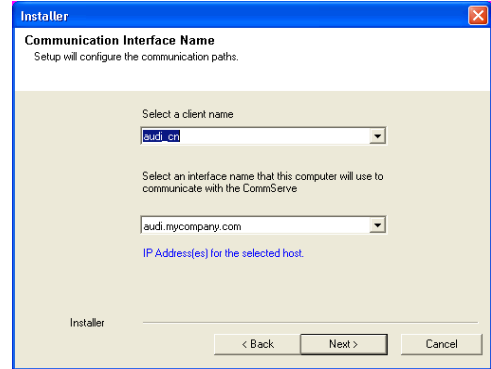 Installer
Communication Interface Name
Setup will configure the communication paths.
Select a client name
audi_cn
Select an interface name that this computer will use to
communicate with the CommServe
audi.mycompany.com
IP Address(es) for the selected host.
Installer
< Back
Next >
Cancel